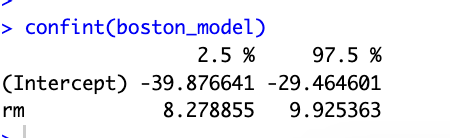 >
> confint(boston_model)
2.5 % 97.5 %
(Intercept) -39.876641 -29.464601
rm 8.278855 9.925363
>